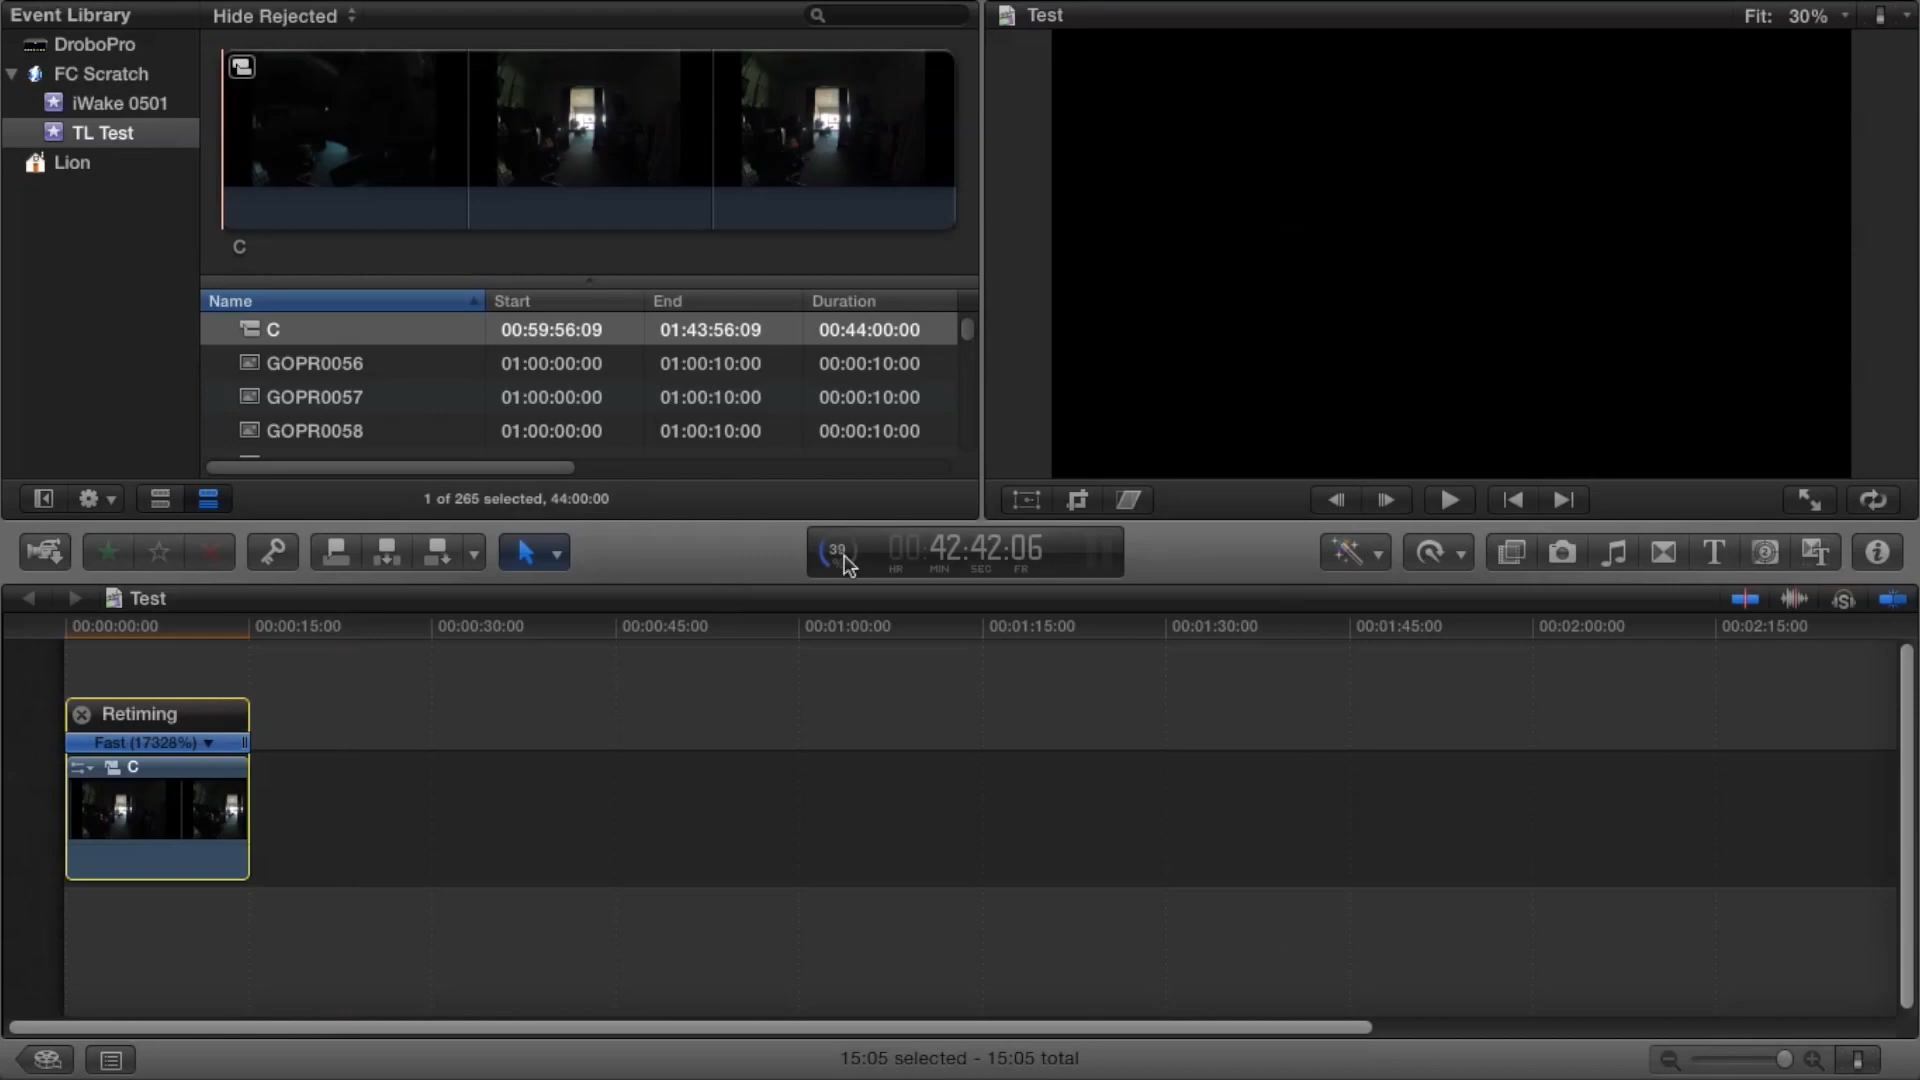 Event Library
Hide Rejected
Test
Fit: 30%
DroboPro
FC Scratch
iWake 0501
TL Test
Lion
C
Name Start End Duration
C 00:59:56:09 01:43:56:09 00:44:00:00
GOPR0056 01:00:00:00 01:00:10:00 00:00:10:00
GOPR0057 01:00:00:00 01:00:10:00 00:00:10:00
GOPR0058 01:00:00:00 01:00:10:00 00:00:10:00
1 of 265 selected, 44:00:00
39 00:42:42:06
HR MIN SEC FR
Test
00:00:00:00 00:00:15:00 00:00:30:00 00:00:45:00 00:01:00:00 00:01:15:00 00:01:30:00 00:01:45:00 00:02:00:00 00:02:15:00
Retiming
Fast (17328%)
C
15:05 selected - 15:05 total